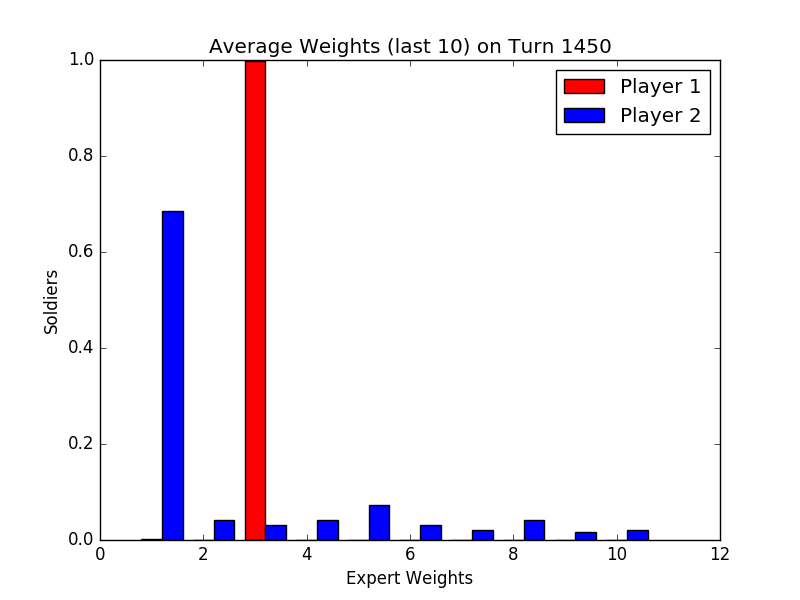 Average Weights (last 10) on Turn 1450
1.0
0.8
0.6
0.4
0.2
0.0
Soldiers
Player 1
Player 2
0 2 4 6 8 10 12
Expert Weights